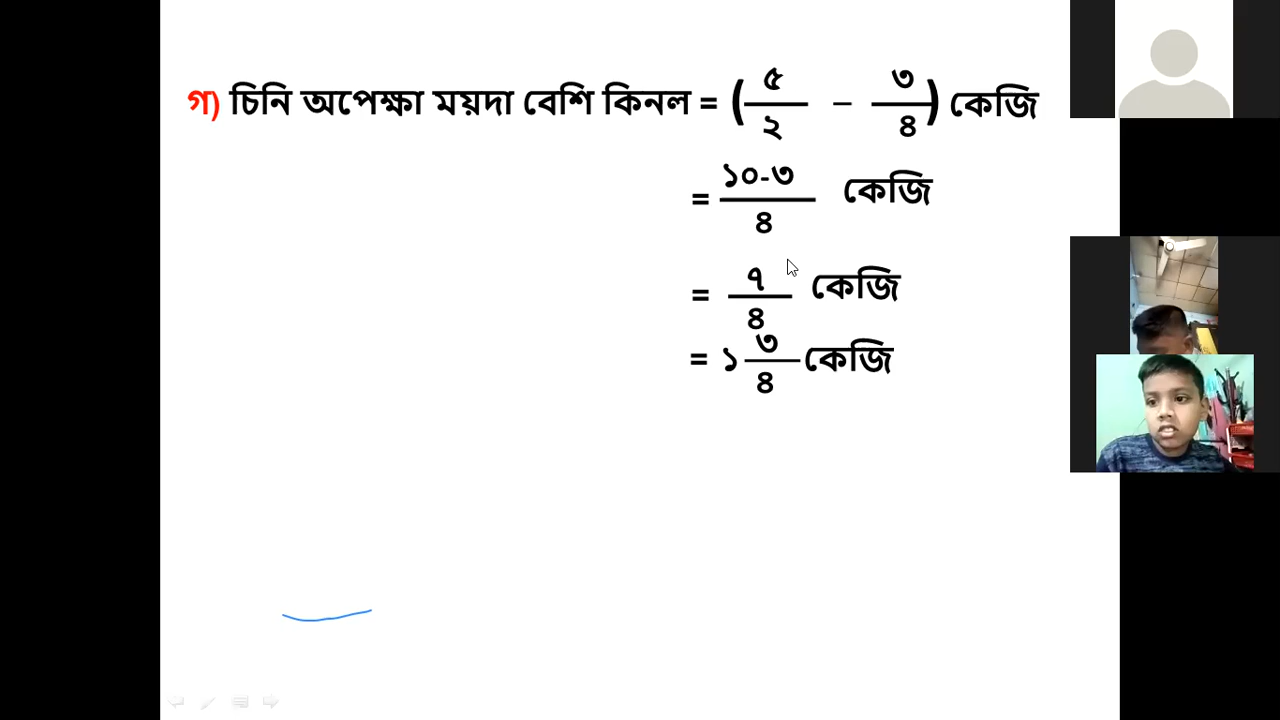 গ) চিনি অপেক্ষা ময়দা বেশি কিনল = (৫/২ – ৩/৪) কেজি
= ১০-৩/৪ কেজি
= ৭/৪ কেজি
= ১ ৩/৪ কেজি